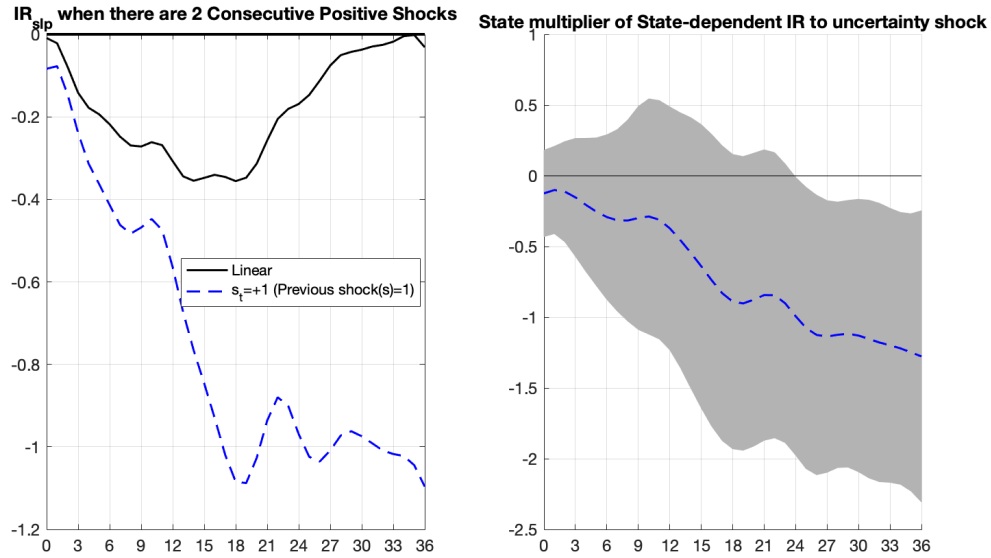 IR_slp when there are 2 Consecutive Positive Shocks
0
-0.2
-0.4
-0.6
-0.8
-1
-1.2
0 3 6 9 12 15 18 21 24 27 30 33 36
Linear
s_t=+1 (Previous shock(s)=1)
State multiplier of State-dependent IR to uncertainty shock
1
0.5
0
-0.5
-1
-1.5
-2
-2.5
0 3 6 9 12 15 18 21 24 27 30 33 36